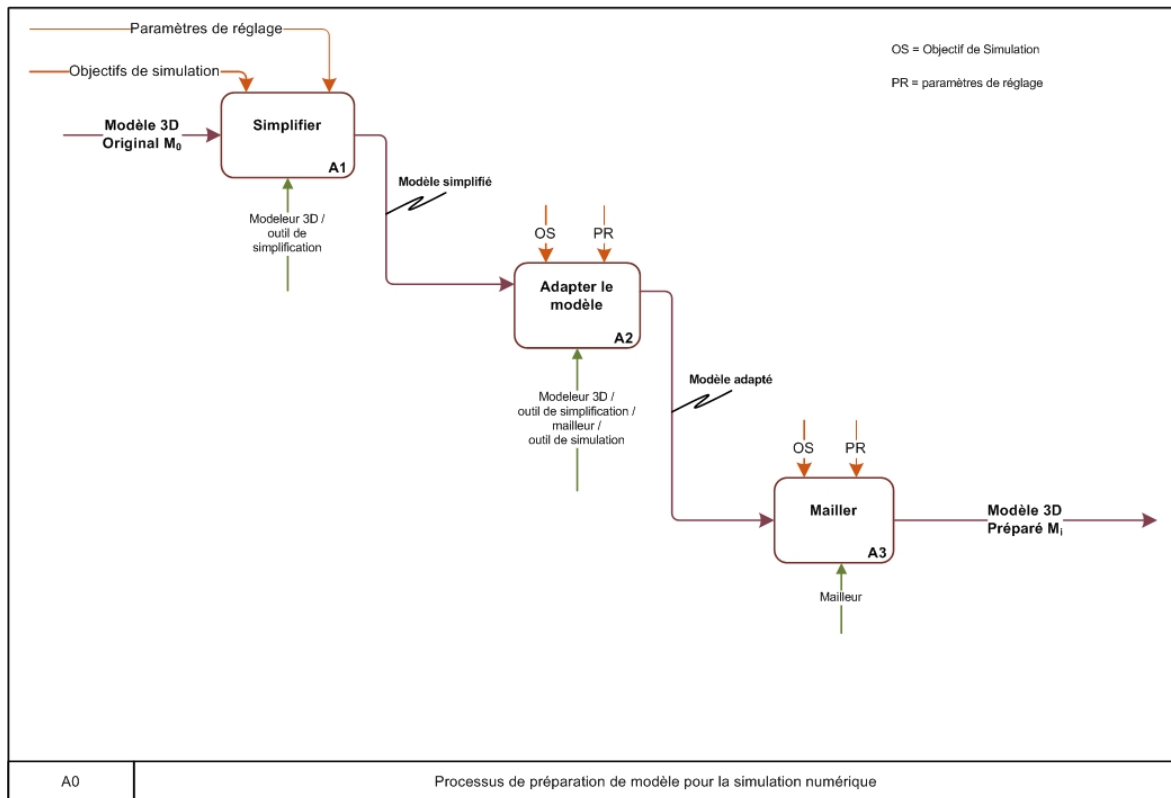 Paramètres de réglage
OS = Objectif de Simulation
Objectifs de simulation
PR = paramètres de réglage
Modèle 3D
Original M₀
Simplifier
A1
Modèle simplifié
Modeleur 3D /
outil de
simplification
OS
PR
Adapter le
modèle
A2
Modèle adapté
Modeleur 3D /
outil de simplification /
mailleur /
outil de simulation
OS
PR
Mailler
A3
Modèle 3D
Préparé Mᵢ
Mailleur
A0
Processus de préparation de modèle pour la simulation numérique